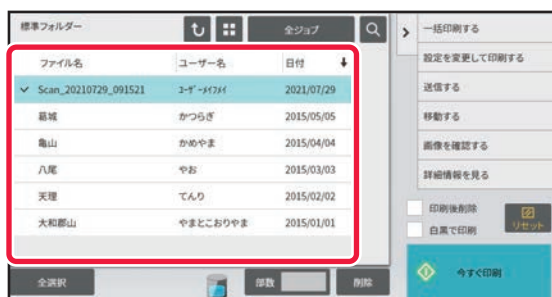 標準フォルダー
全ジョブ
ファイル名 ユーザー名 日付
Scan_20210729_091521 ﾕｰｻﾞｰﾒｲﾌﾒｲ 2021/07/29
葛城 かつらぎ 2015/05/05
亀山 かめやま 2015/04/04
八尾 やお 2015/03/03
天理 てんり 2015/02/02
大和郡山 やまとこおりやま 2015/01/01
全選択
部数
削除
一括印刷する
設定を変更して印刷する
送信する
移動する
画像を確認する
詳細情報を見る
印刷後削除
白黒で印刷
リセット
今すぐ印刷